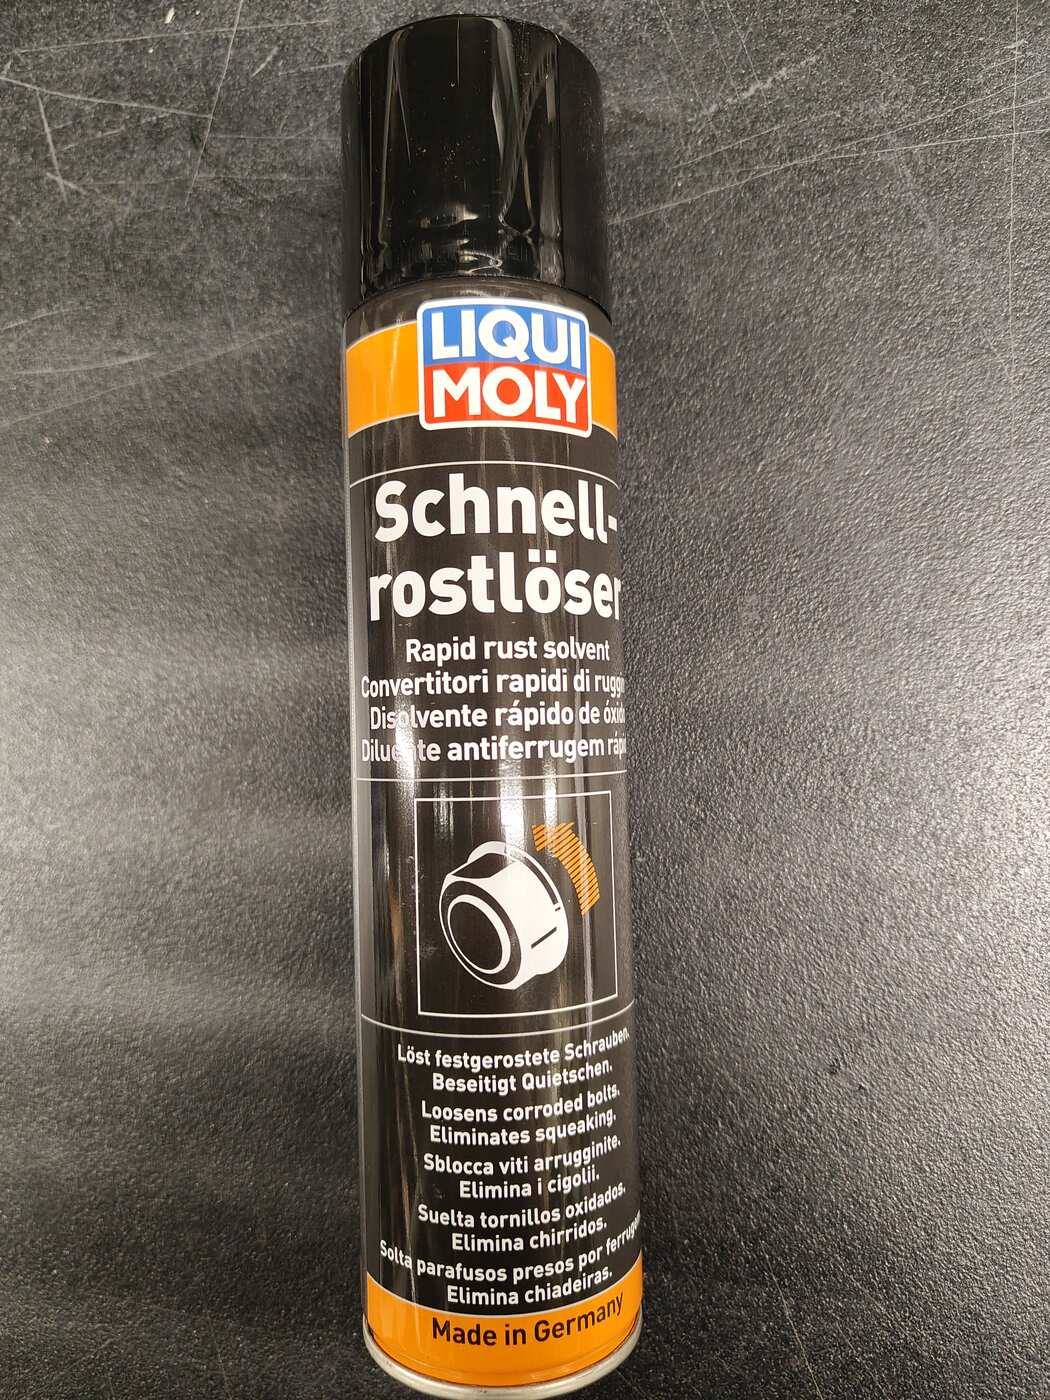 LIQUI
MOLY
Schnell-
rostlöser
Rapid rust solvent
Convertitori rapidi di
Disolvente rápido de
antiferrugem
Löst festgerostete Schrauben.
Beseitigt Quietschen.
Loosens corroded bolts.
Eliminates squeaking.
Sblocca viti arrugginite.
Elimina i cigolii.
Suelta tornillos oxidados.
Elimina chirridos.
Solta parafusos presos por
Elimina chiadeiras.
Made in Germany